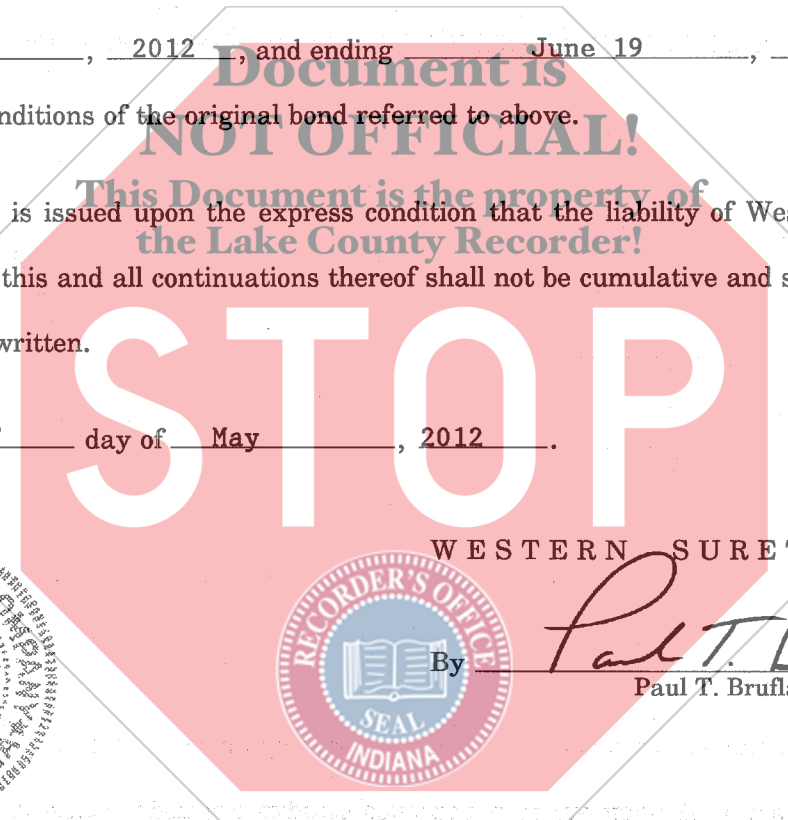 , 2012 , and ending June 19 ,
Document is
nditions of the original bond referred to above.
NOT OFFICIAL!
This Document is the property of
is issued upon the express condition that the liability of Wes
the Lake County Recorder!
this and all continuations thereof shall not be cumulative and s
written.
STOP
day of May , 2012 .
WESTERN SURET
RECORDER'S OFFICE
SEAL
INDIANA
By Paul T. B
Paul T. Brufla